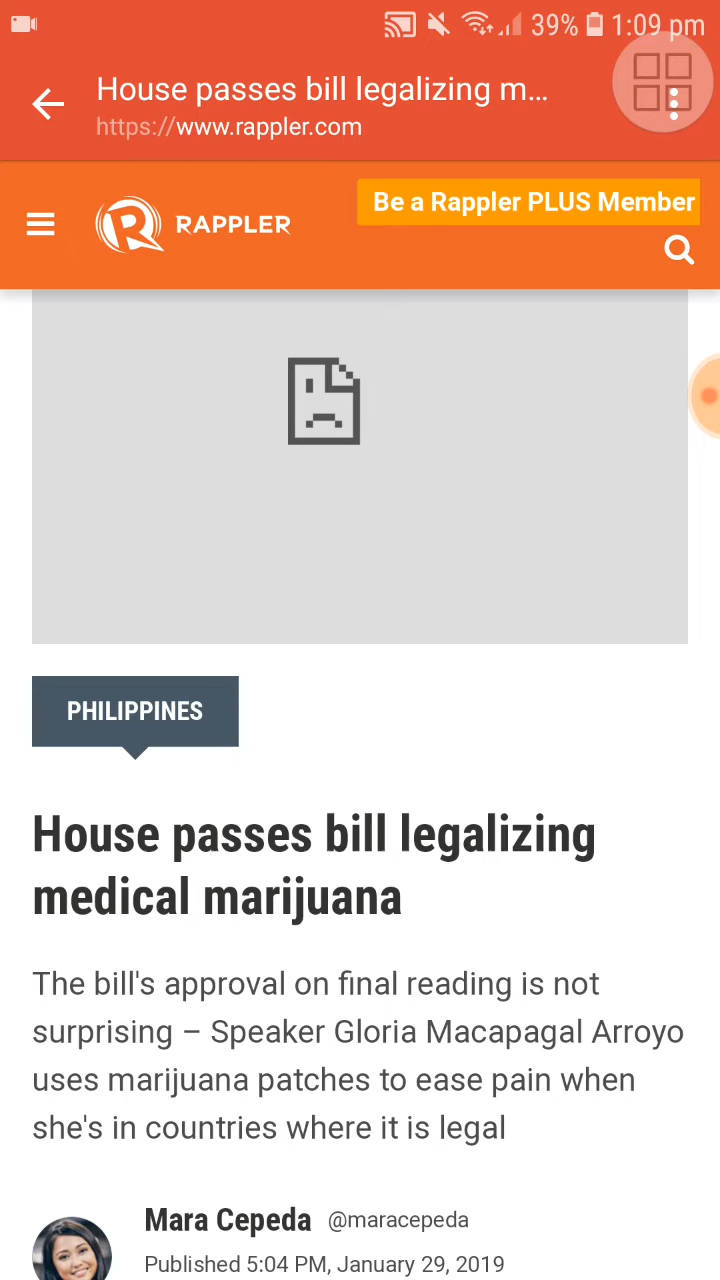 39% 1:09 pm
House passes bill legalizing m...
https://www.rappler.com
RAPPLER
Be a Rappler PLUS Member
PHILIPPINES
House passes bill legalizing
medical marijuana
The bill's approval on final reading is not
surprising – Speaker Gloria Macapagal Arroyo
uses marijuana patches to ease pain when
she's in countries where it is legal
Mara Cepeda @maracepeda
Published 5:04 PM, January 29, 2019